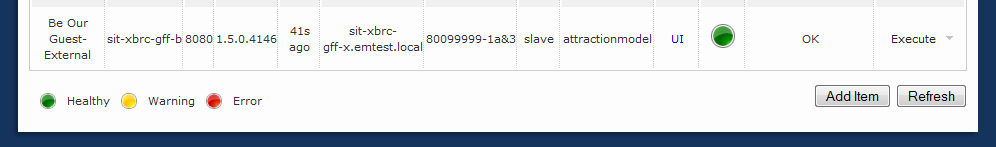 Be Our Guest-External sit-xbrc-gff-b 8080 1.5.0.4146 41s ago sit-xbrc-gff-x.emtest.local 80099999-1a&3 slave attractionmodel UI OK Execute
Healthy Warning Error Add Item Refresh